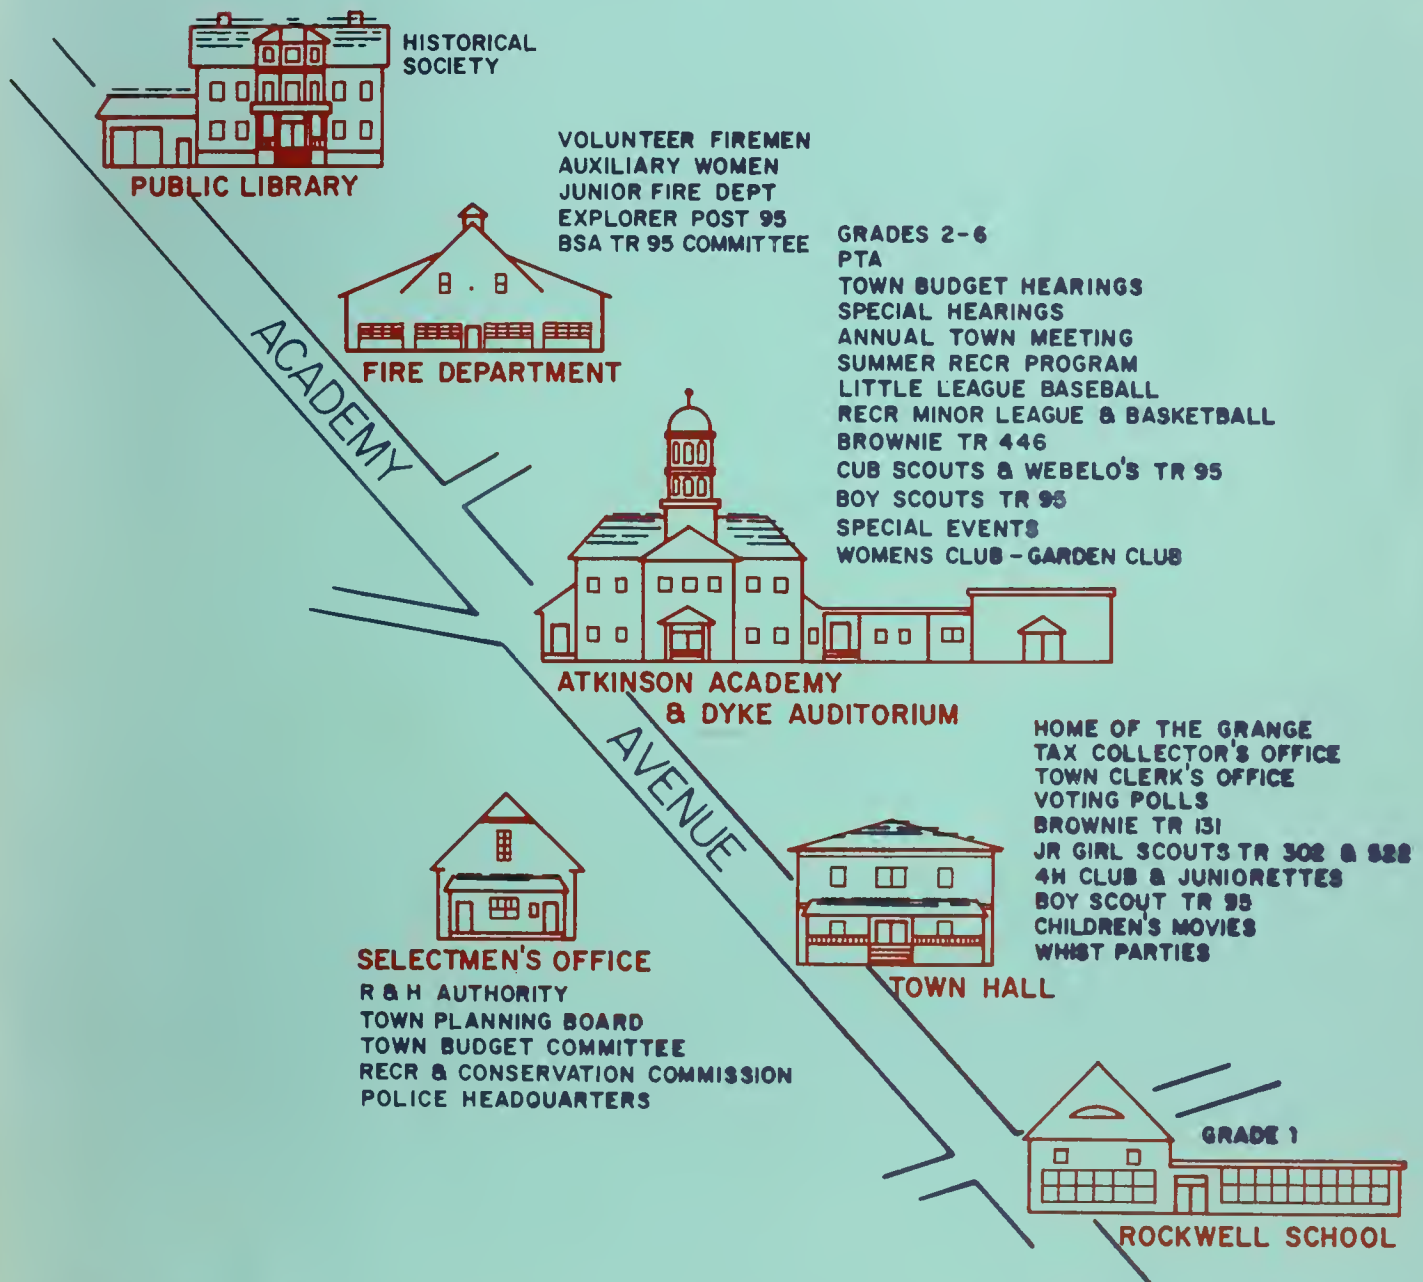 HISTORICAL
SOCIETY
PUBLIC LIBRARY
VOLUNTEER FIREMEN
AUXILIARY WOMEN
JUNIOR FIRE DEPT
EXPLORER POST 95
BSA TR 95 COMMITTEE
FIRE DEPARTMENT
GRADES 2-6
PTA
TOWN BUDGET HEARINGS
SPECIAL HEARINGS
ANNUAL TOWN MEETING
SUMMER RECR PROGRAM
LITTLE LEAGUE BASEBALL
RECR MINOR LEAGUE & BASKETBALL
BROWNIE TR 446
CUB SCOUTS & WEBELO'S TR 95
BOY SCOUTS TR 95
SPECIAL EVENTS
WOMENS CLUB - GARDEN CLUB
ATKINSON ACADEMY
& DYKE AUDITORIUM
ACADEMY
AVENUE
HOME OF THE GRANGE
TAX COLLECTOR'S OFFICE
TOWN CLERK'S OFFICE
VOTING POLLS
BROWNIE TR 131
JR GIRL SCOUTS TR 302 &
4H CLUB & JUNIORETTES
BOY SCOUT TR 95
CHILDREN'S MOVIES
WHIST PARTIES
TOWN HALL
SELECTMEN'S OFFICE
R & H AUTHORITY
TOWN PLANNING BOARD
TOWN BUDGET COMMITTEE
RECR & CONSERVATION COMMISSION
POLICE HEADQUARTERS
GRADE 1
ROCKWELL SCHOOL